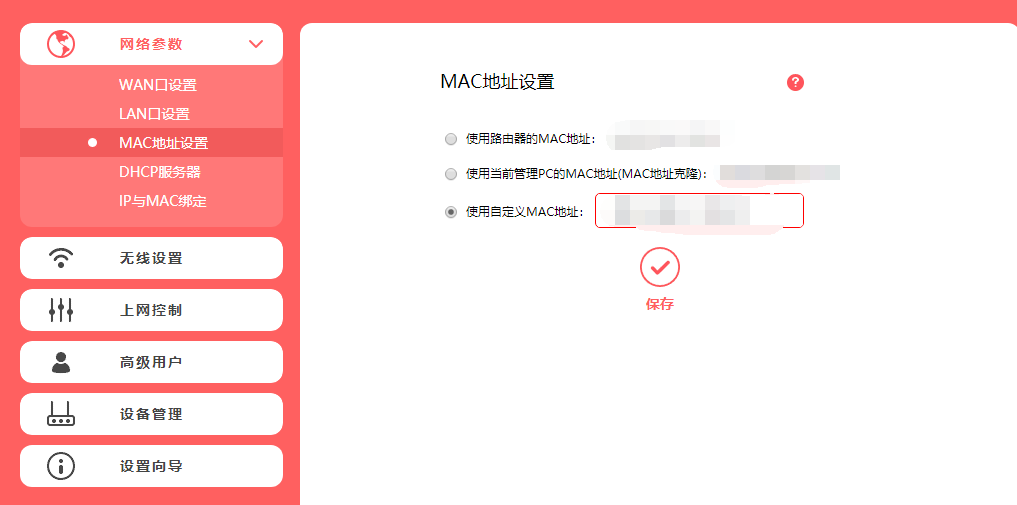 网络参数
WAN口设置
LAN口设置
MAC地址设置
DHCP服务器
IP与MAC绑定
无线设置
上网控制
高级用户
设备管理
设置向导
MAC地址设置
?
使用路由器的MAC地址：
使用当前管理PC的MAC地址(MAC地址克隆)：
使用自定义MAC地址：
保存